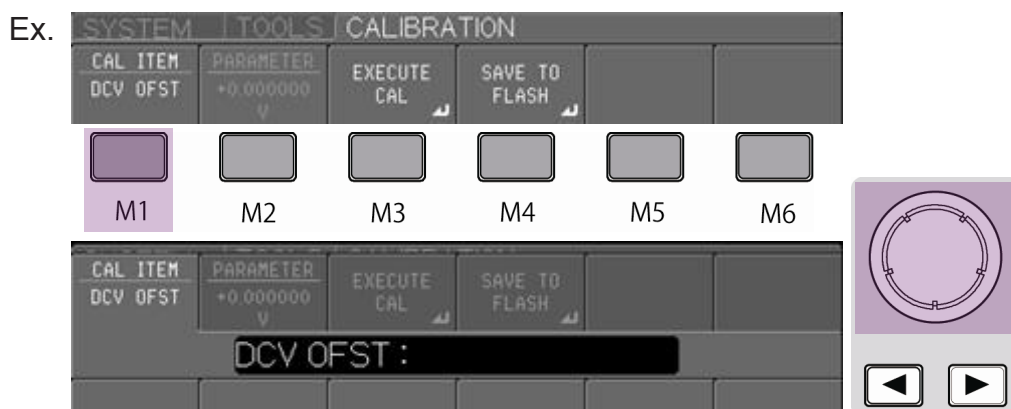 Ex.
SYSTEM TOOLS CALIBRATION
CAL ITEM PARAMETER
DCV OFST +0.000000 V
EXECUTE CAL
SAVE TO FLASH
M1 M2 M3 M4 M5 M6
CAL ITEM PARAMETER
DCV OFST +0.000000 V
EXECUTE CAL
SAVE TO FLASH
DCV OFST :